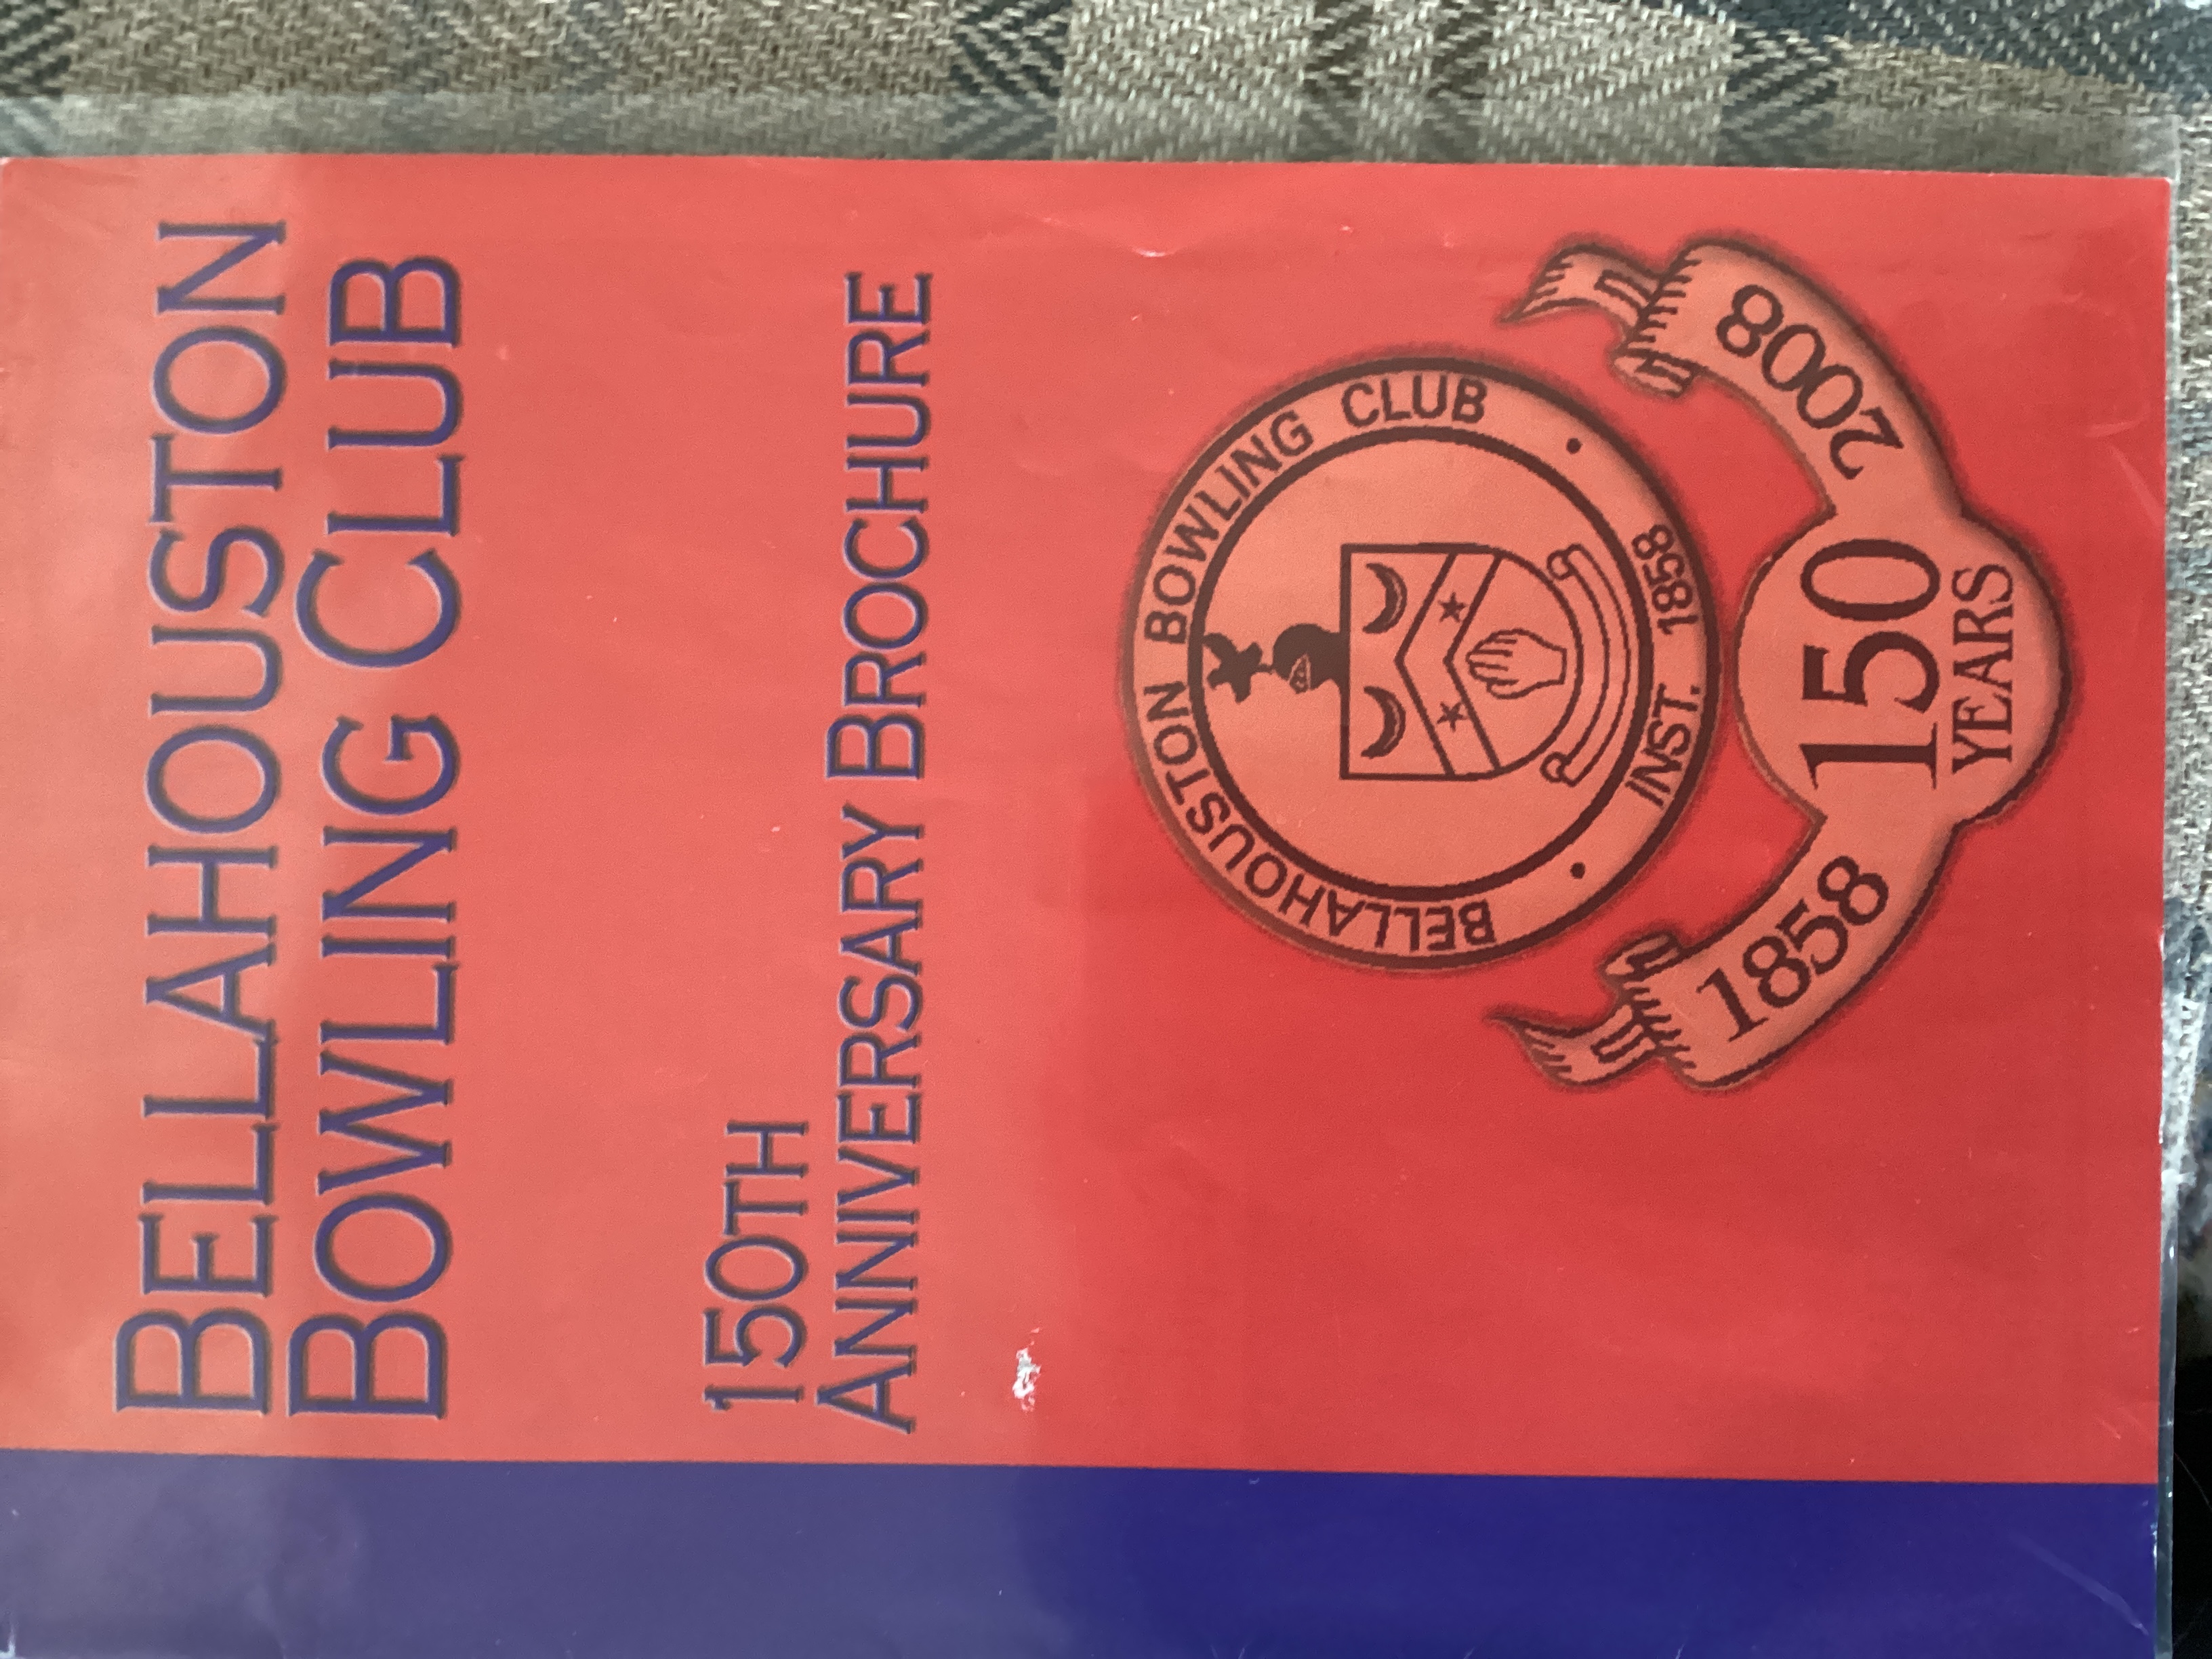 BELLAHOUSTON
BOWLING CLUB
150TH
ANNIVERSARY BROCHURE
BELLAHOUSTON BOWLING CLUB
INST. 1858
1858
150
YEARS
2008